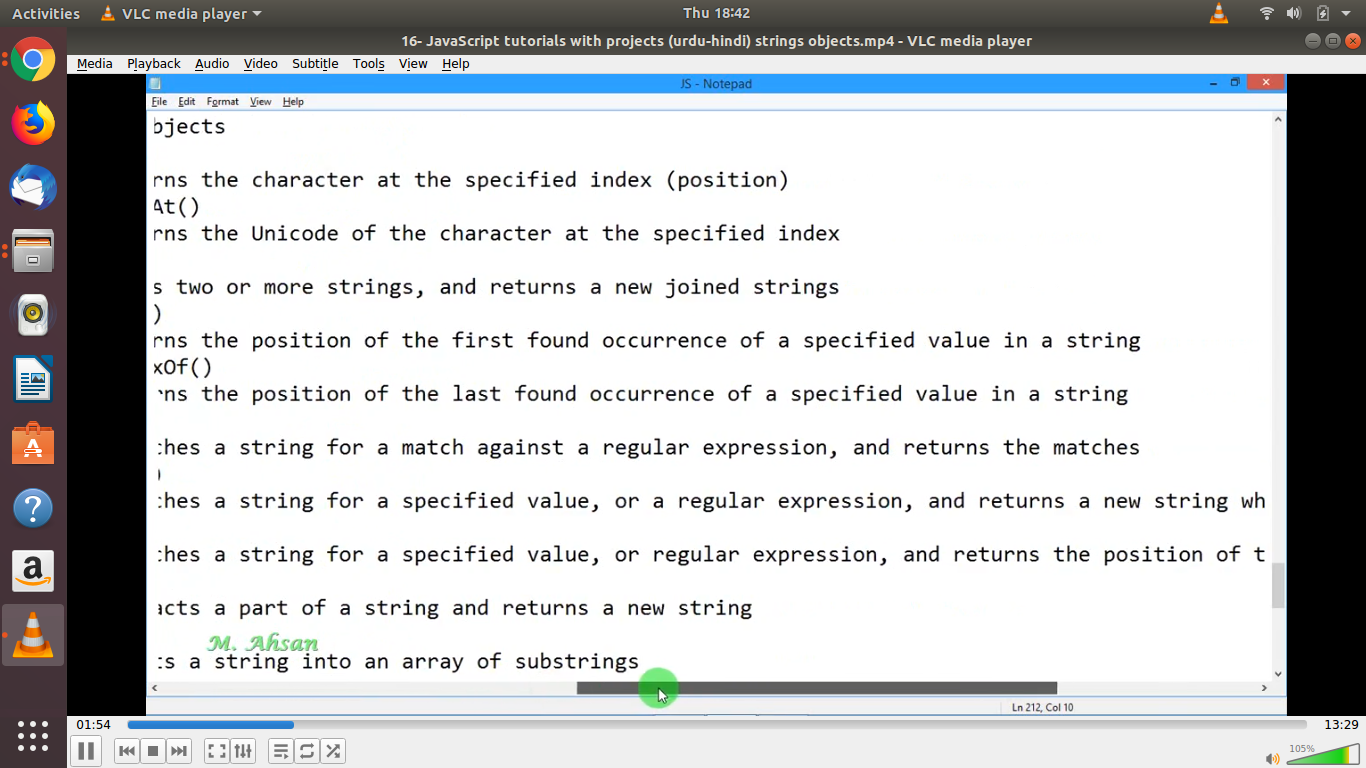 Activities VLC media player Thu 18:42
16- JavaScript tutorials with projects (urdu-hindi) strings objects.mp4 - VLC media player
Media Playback Audio Video Subtitle Tools View Help
JS - Notepad
File Edit Format View Help
bjects
rns the character at the specified index (position)
At()
rns the Unicode of the character at the specified index
s two or more strings, and returns a new joined strings
)
rns the position of the first found occurrence of a specified value in a string
xOf()
rns the position of the last found occurrence of a specified value in a string
ches a string for a match against a regular expression, and returns the matches
)
ches a string for a specified value, or a regular expression, and returns a new string wh
ches a string for a specified value, or regular expression, and returns the position of t
acts a part of a string and returns a new string
M. Ahsan
ts a string into an array of substrings
Ln 212, Col 10
01:54 13:29
105%